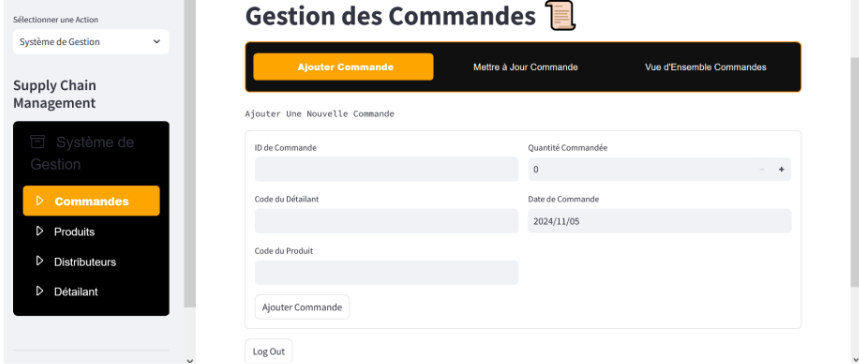 Sélectionner une Action
Système de Gestion
Supply Chain
Management
Système de
Gestion
Commandes
Produits
Distributeurs
Détailant
Gestion des Commandes
Ajouter Commande
Mettre à Jour Commande
Vue d'Ensemble Commandes
Ajouter Une Nouvelle Commande
ID de Commande
Quantité Commandée
0
- +
Code du Détailant
Date de Commande
2024/11/05
Code du Produit
Ajouter Commande
Log Out